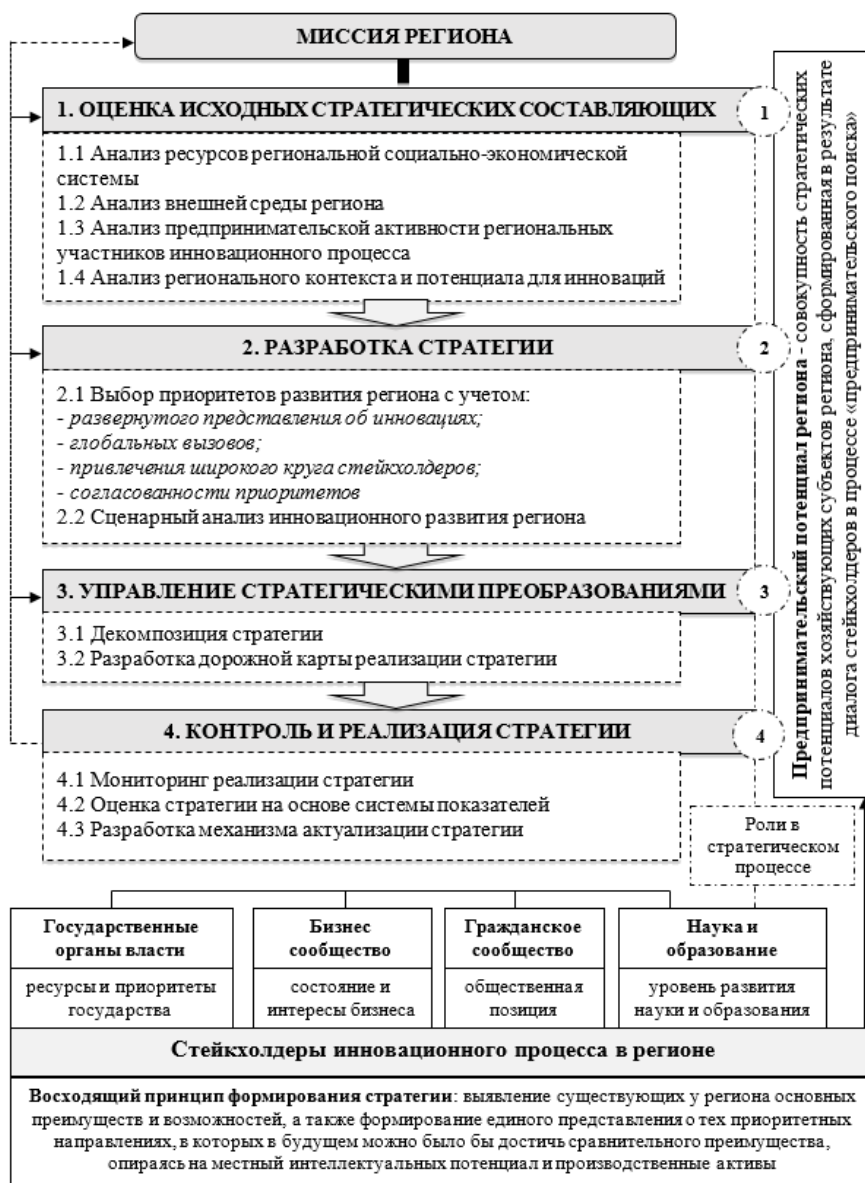 МИССИЯ РЕГИОНА
1. ОЦЕНКА ИСХОДНЫХ СТРАТЕГИЧЕСКИХ СОСТАВЛЯЮЩИХ
1
1.1 Анализ ресурсов региональной социально-экономической
системы
1.2 Анализ внешней среды региона
1.3 Анализ предпринимательской активности региональных
участников инновационного процесса
1.4 Анализ регионального контекста и потенциала для инноваций
2. РАЗРАБОТКА СТРАТЕГИИ
2
2.1 Выбор приоритетов развития региона с учетом:
- развернутого представления об инновациях;
- глобальных вызовов;
- привлечения широкого круга стейкхолдеров;
- согласованности приоритетов
2.2 Сценарный анализ инновационного развития региона
3. УПРАВЛЕНИЕ СТРАТЕГИЧЕСКИМИ ПРЕОБРАЗОВАНИЯМИ
3
3.1 Декомпозиция стратегии
3.2 Разработка дорожной карты реализации стратегии
4. КОНТРОЛЬ И РЕАЛИЗАЦИЯ СТРАТЕГИИ
4
4.1 Мониторинг реализации стратегии
4.2 Оценка стратегии на основе системы показателей
4.3 Разработка механизма актуализации стратегии
Предпринимательский потенциал региона - совокупность стратегических
потенциалов хозяйствующих субъектов региона, сформированная в результате
диалога стейкхолдеров в процессе «предпринимательского поиска»
Роли в
стратегическом
процессе
Государственные
органы власти
ресурсы и приоритеты
государства
Бизнес
сообщество
состояние и
интересы бизнеса
Гражданское
сообщество
общественная
позиция
Наука и
образование
уровень развития
науки и образования
Стейкхолдеры инновационного процесса в регионе
Восходящий принцип формирования стратегии: выявление существующих у региона основных
преимуществ и возможностей, а также формирование единого представления о тех приоритетных
направлениях, в которых в будущем можно было бы достичь сравнительного преимущества,
опираясь на местный интеллектуальных потенциал и производственные активы